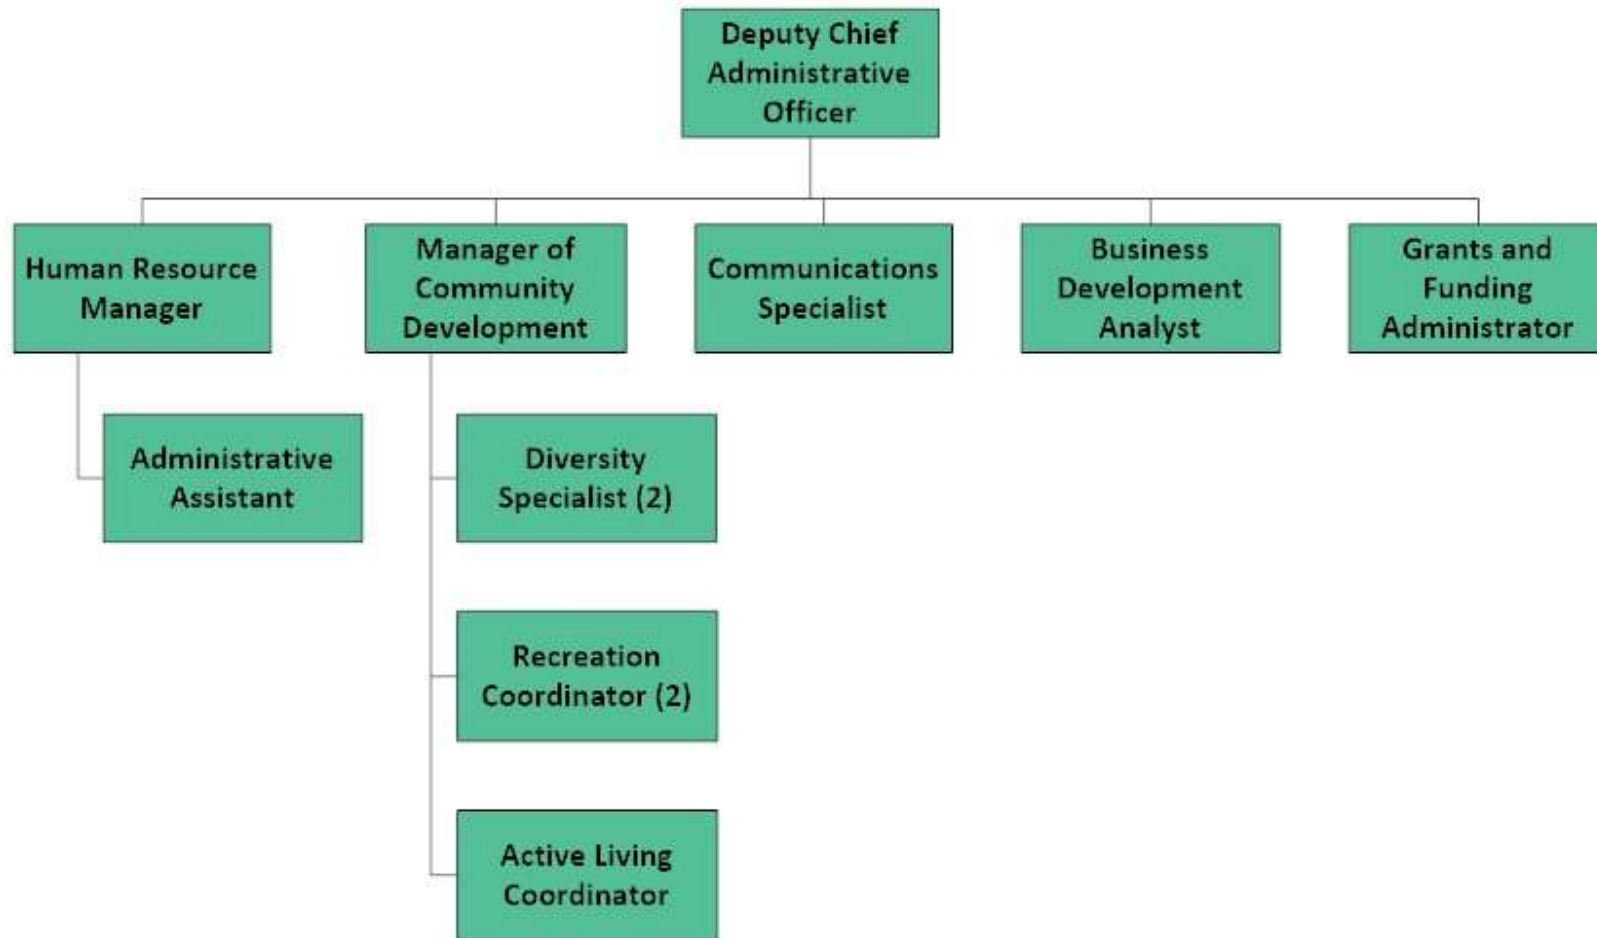 Deputy Chief
Administrative
Officer
Human Resource
Manager
Manager of
Community
Development
Communications
Specialist
Business
Development
Analyst
Grants and
Funding
Administrator
Administrative
Assistant
Diversity
Specialist (2)
Recreation
Coordinator (2)
Active Living
Coordinator